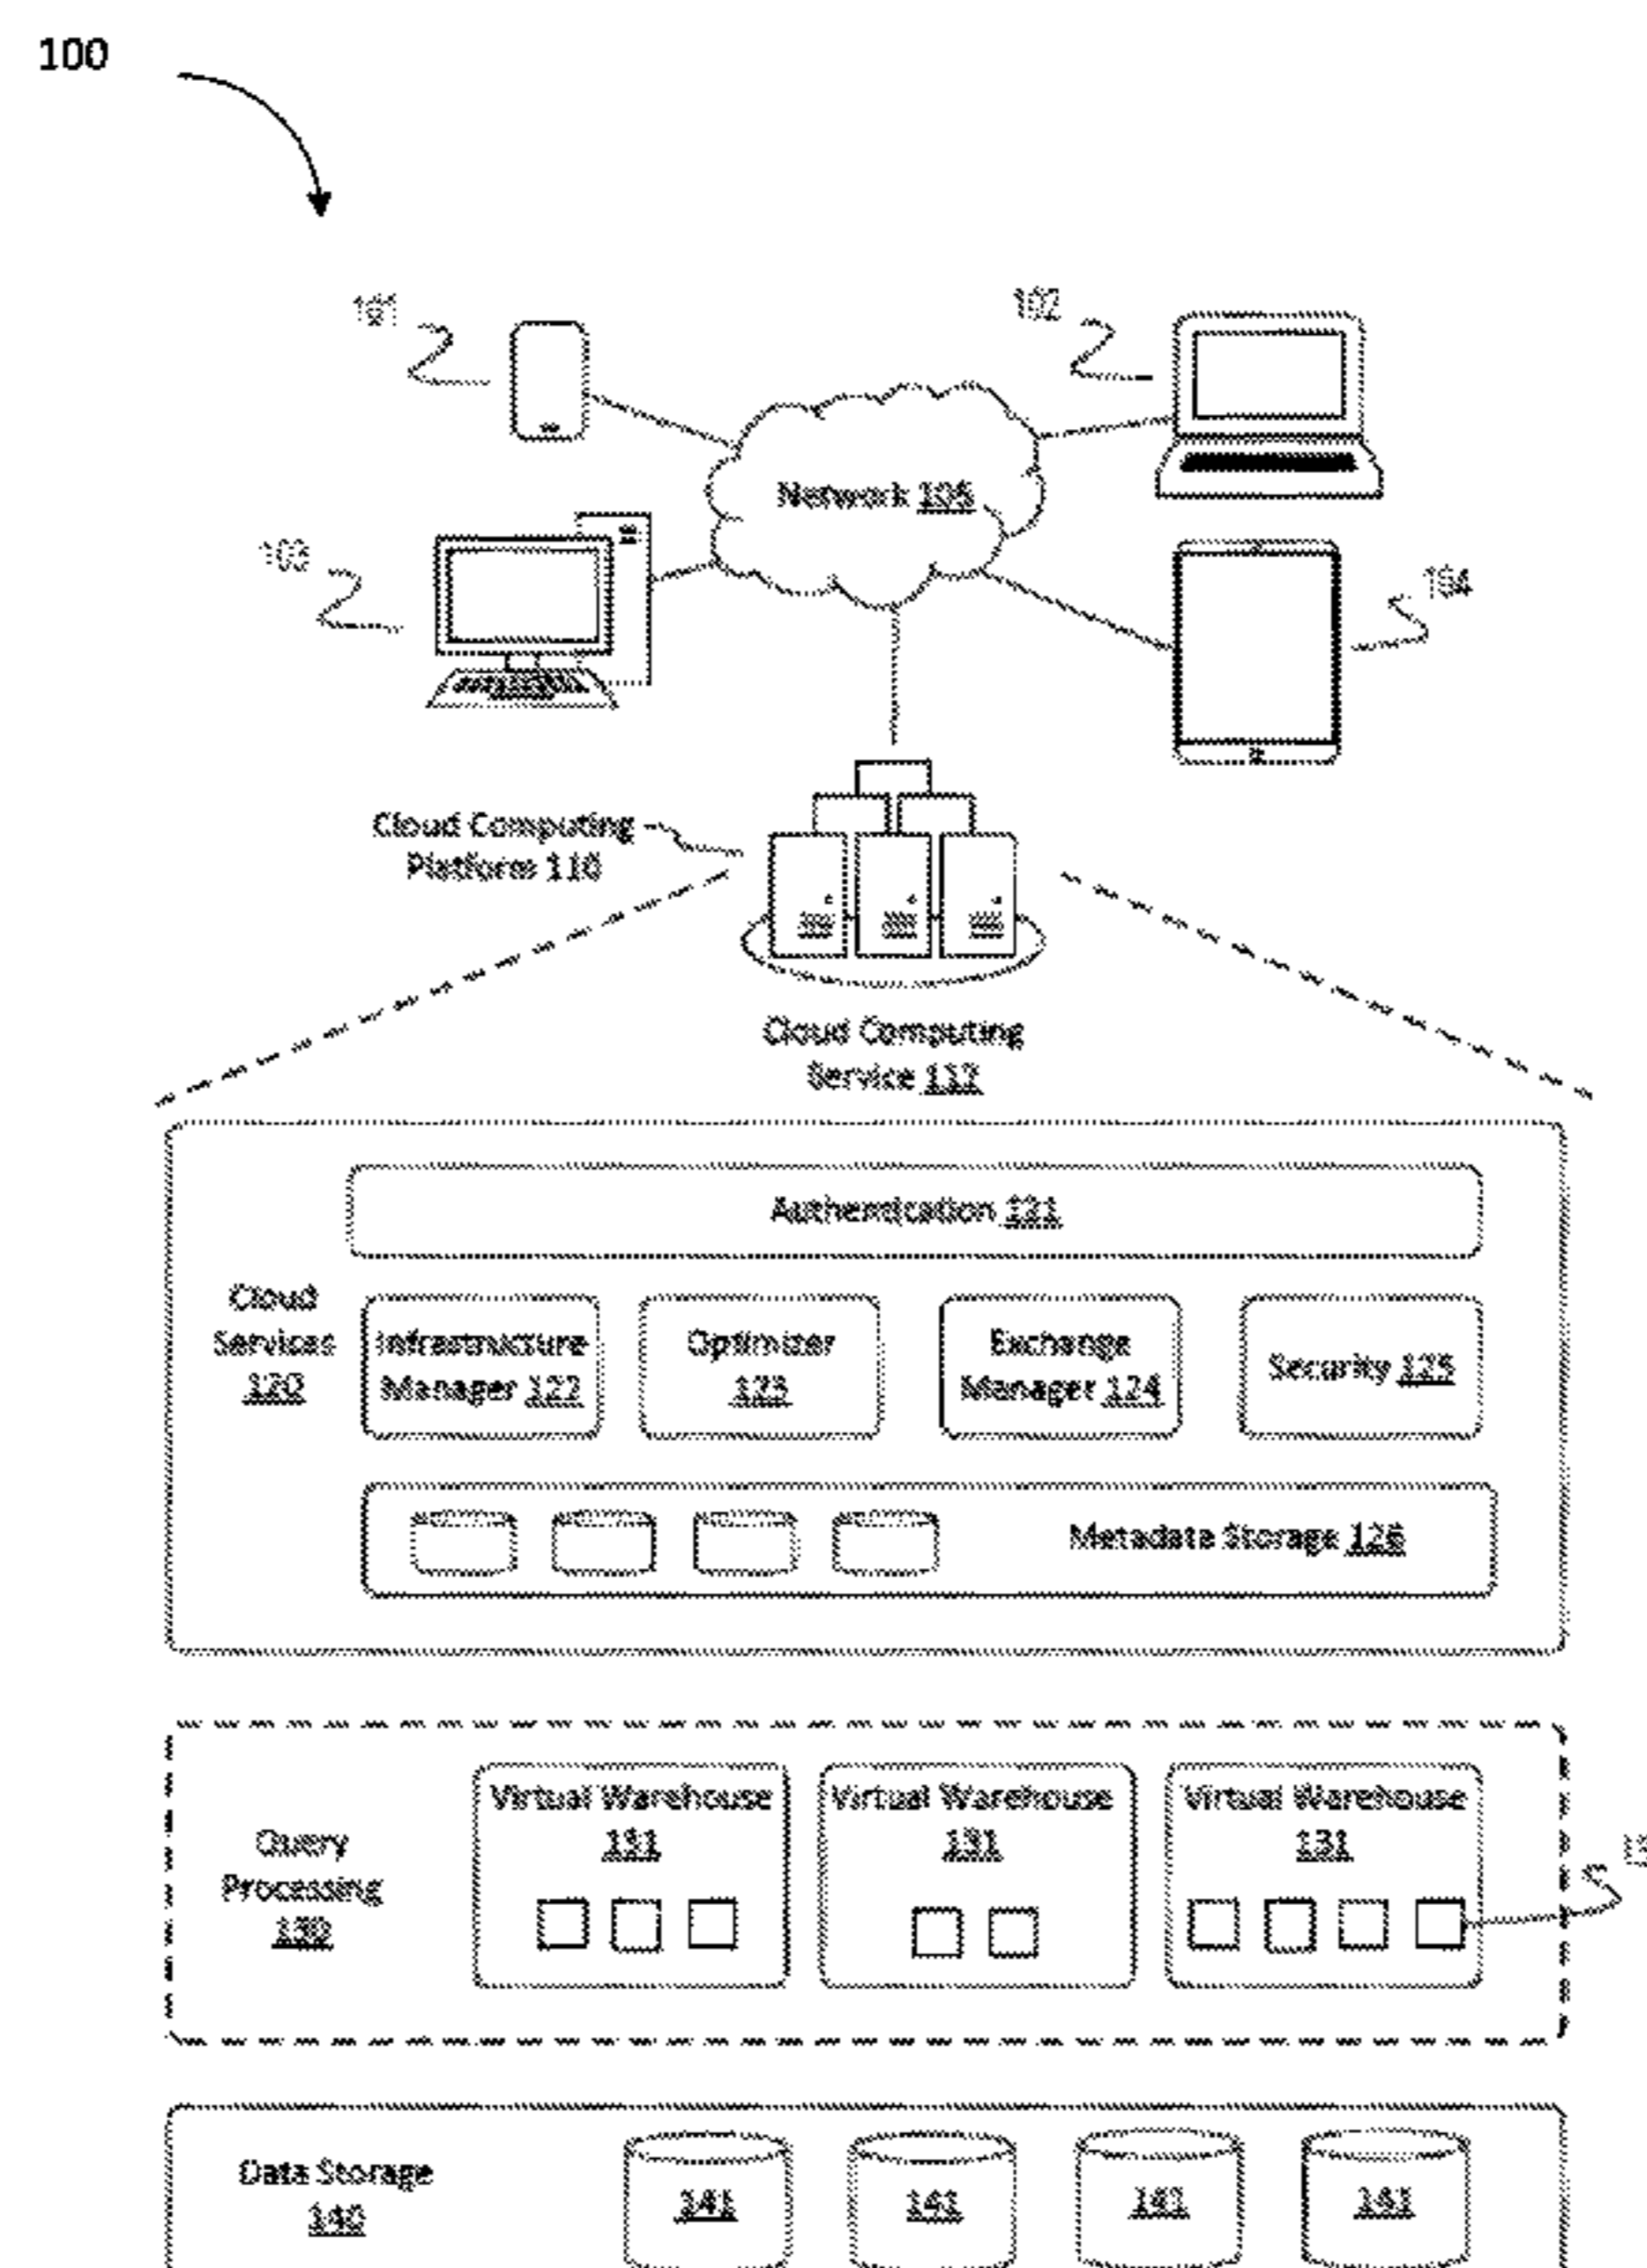 100
101
102
Network 105
103
104
Cloud Computing
Platform 110
Cloud Computing
Service 112
Authentication 121
Cloud
Services
120
Infrastructure
Manager 122
Optimizer
123
Exchange
Manager 124
Security 125
Metadata Storage 126
Query
Processing
130
Virtual Warehouse
131
Virtual Warehouse
131
Virtual Warehouse
131
Data Storage
140
141
141
141
141